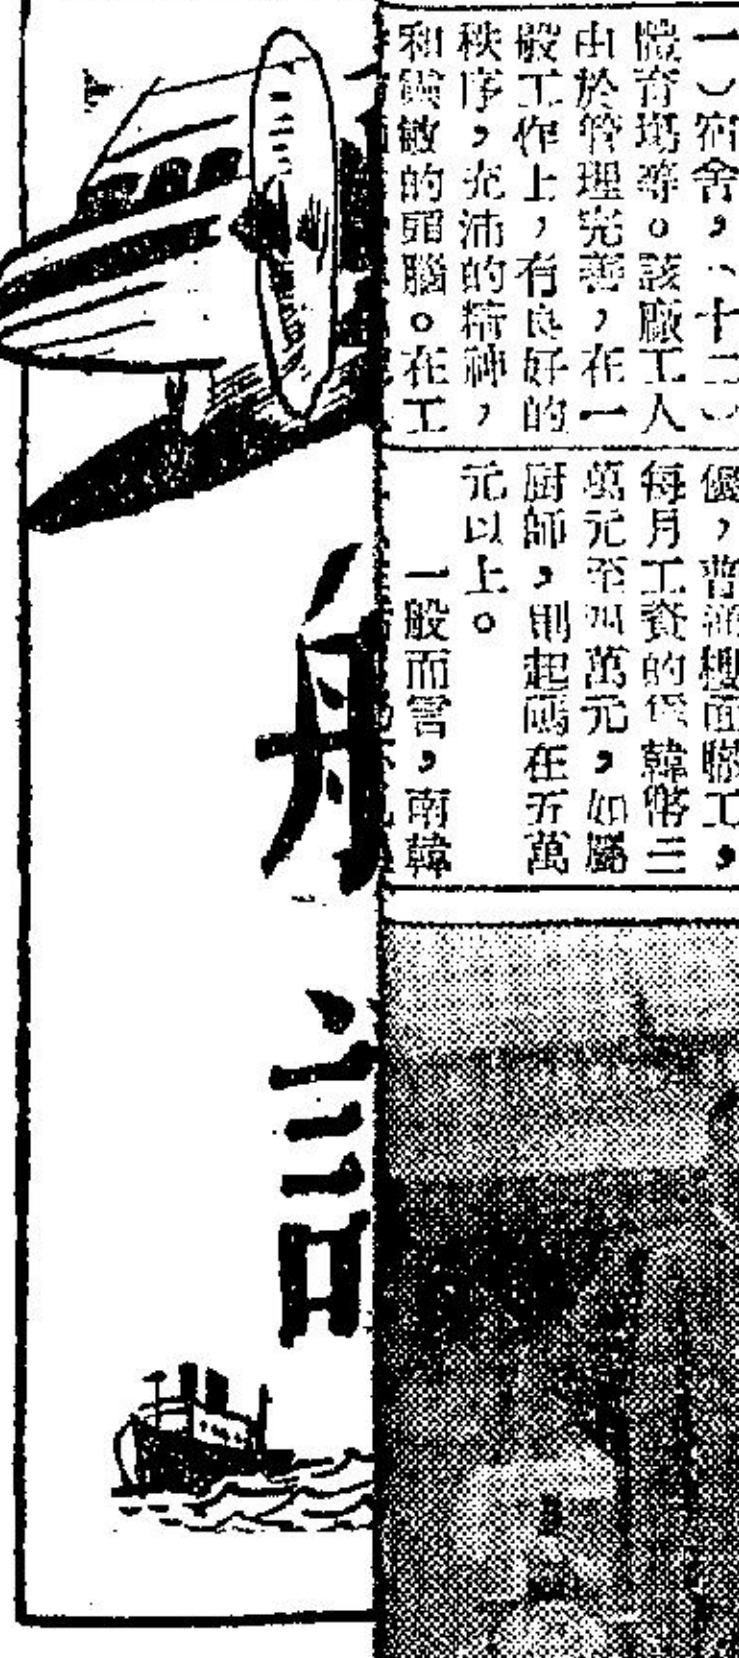 一）宿舍，（十二）
體育場等。該廠工人
由於管理完善，在一
般工作上，有良好的
秩序，充沛的精神，
和靈敏的頭腦。在工
優，普通樓面職工，
每月工資的係韓幣三
萬元至四萬元，如屬
廚師，則起碼在五萬
元以上。
一般而言，南韓